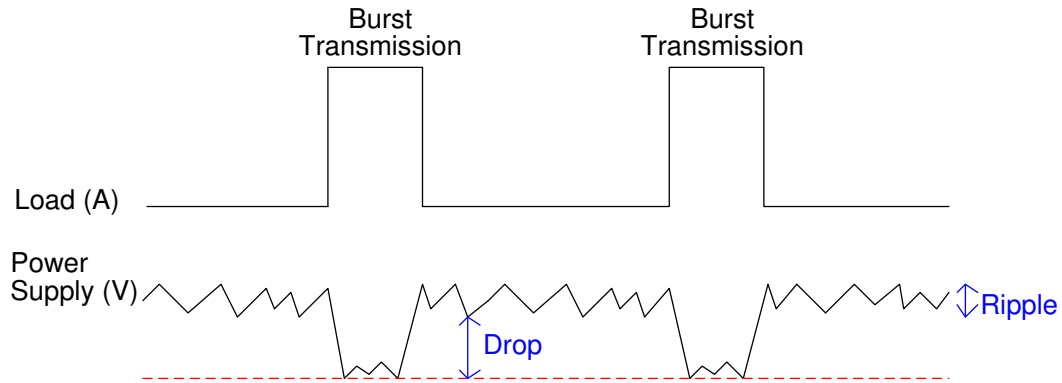 Burst
Transmission
Burst
Transmission
Load (A)
Power
Supply (V)
Ripple
Drop